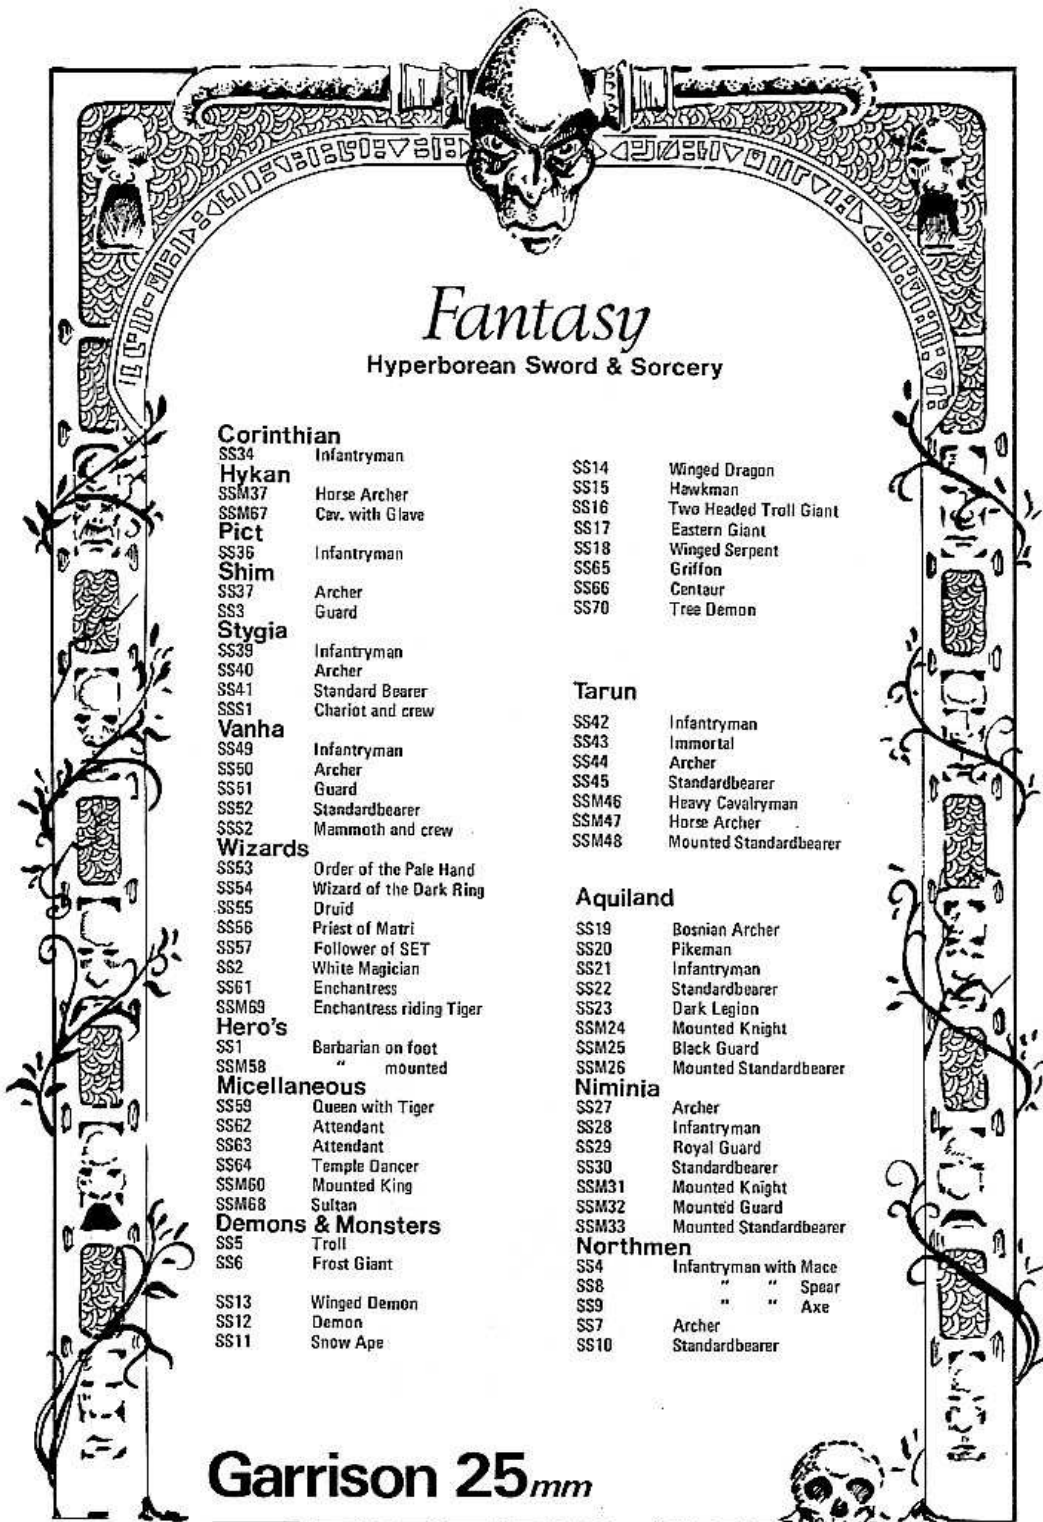 Fantasy
Hyperborean Sword & Sorcery
Corinthian
SS34 Infantryman
Hykan
SSM37 Horse Archer
SSM67 Cav. with Glave
Pict
SS36 Infantryman
Shim
SS37 Archer
SS3 Guard
Stygia
SS39 Infantryman
SS40 Archer
SS41 Standard Bearer
SSS1 Chariot and crew
Vanha
SS49 Infantryman
SS50 Archer
SS51 Guard
SS52 Standardbearer
SSS2 Mammoth and crew
Wizards
SS53 Order of the Pale Hand
SS54 Wizard of the Dark Ring
SS55 Druid
SS56 Priest of Matri
SS57 Follower of SET
SS2 White Magician
SS61 Enchantress
SSM69 Enchantress riding Tiger
Hero's
SS1 Barbarian on foot
SSM58 " mounted
Micellaneous
SS59 Queen with Tiger
SS62 Attendant
SS63 Attendant
SS64 Temple Dancer
SSM60 Mounted King
SSM68 Sultan
Demons & Monsters
SS5 Troll
SS6 Frost Giant
SS13 Winged Demon
SS12 Demon
SS11 Snow Ape
SS14 Winged Dragon
SS15 Hawkman
SS16 Two Headed Troll Giant
SS17 Eastern Giant
SS18 Winged Serpent
SS65 Griffon
SS66 Centaur
SS70 Tree Demon
Tarun
SS42 Infantryman
SS43 Immortal
SS44 Archer
SS45 Standardbearer
SSM46 Heavy Cavalryman
SSM47 Horse Archer
SSM48 Mounted Standardbearer
Aquiland
SS19 Bosnian Archer
SS20 Pikeman
SS21 Infantryman
SS22 Standardbearer
SS23 Dark Legion
SSM24 Mounted Knight
SSM25 Black Guard
SSM26 Mounted Standardbearer
Niminia
SS27 Archer
SS28 Infantryman
SS29 Royal Guard
SS30 Standardbearer
SSM31 Mounted Knight
SSM32 Mounted Guard
SSM33 Mounted Standardbearer
Northmen
SS4 Infantryman with Mace
SS8 " " Spear
SS9 " " Axe
SS7 Archer
SS10 Standardbearer
Garrison 25mm